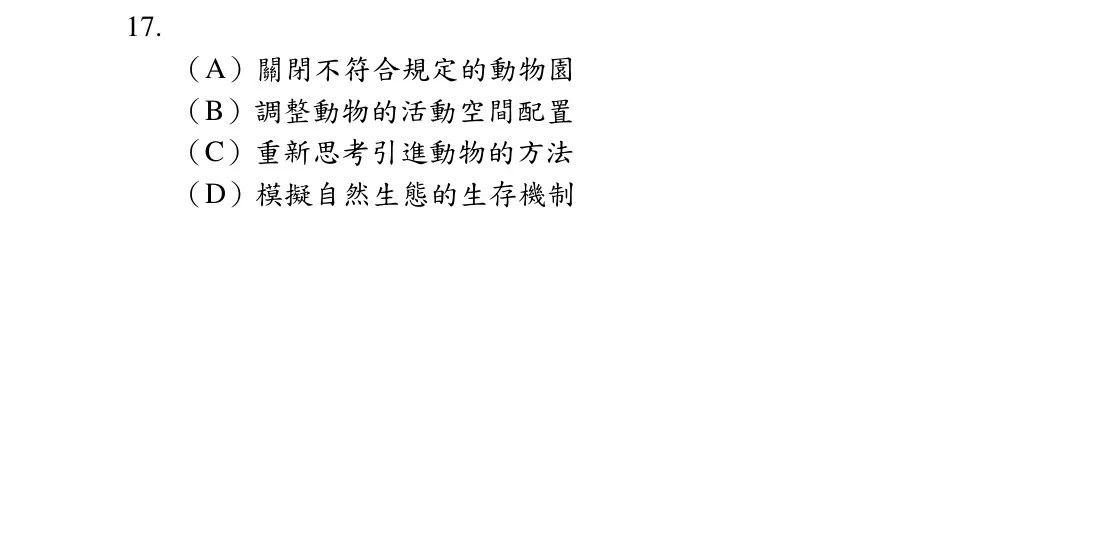 17.
（A）關閉不符合規定的動物園
（B）調整動物的活動空間配置
（C）重新思考引進動物的方法
（D）模擬自然生態的生存機制